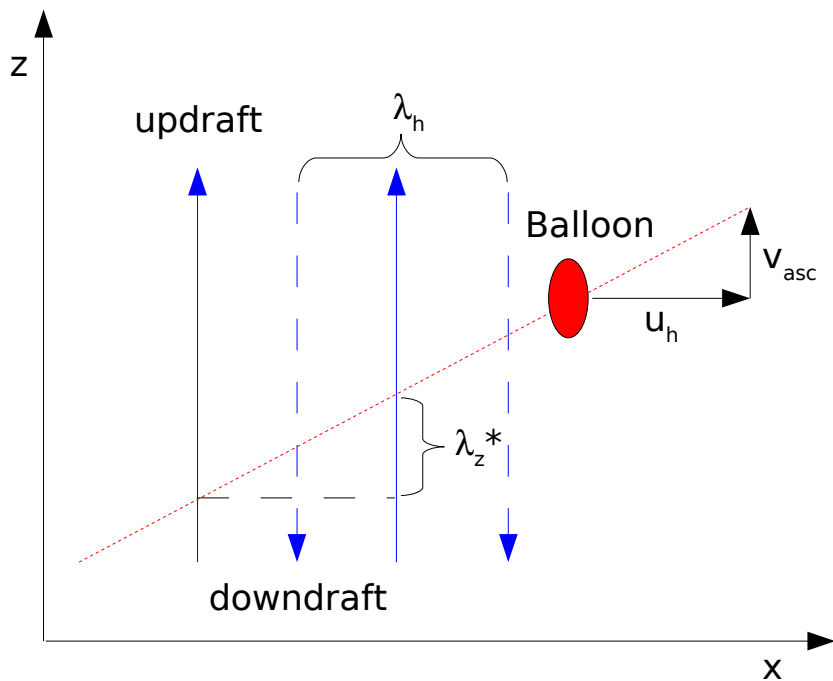 z
λh
updraft
Balloon
vasc
uh
λz*
downdraft
x